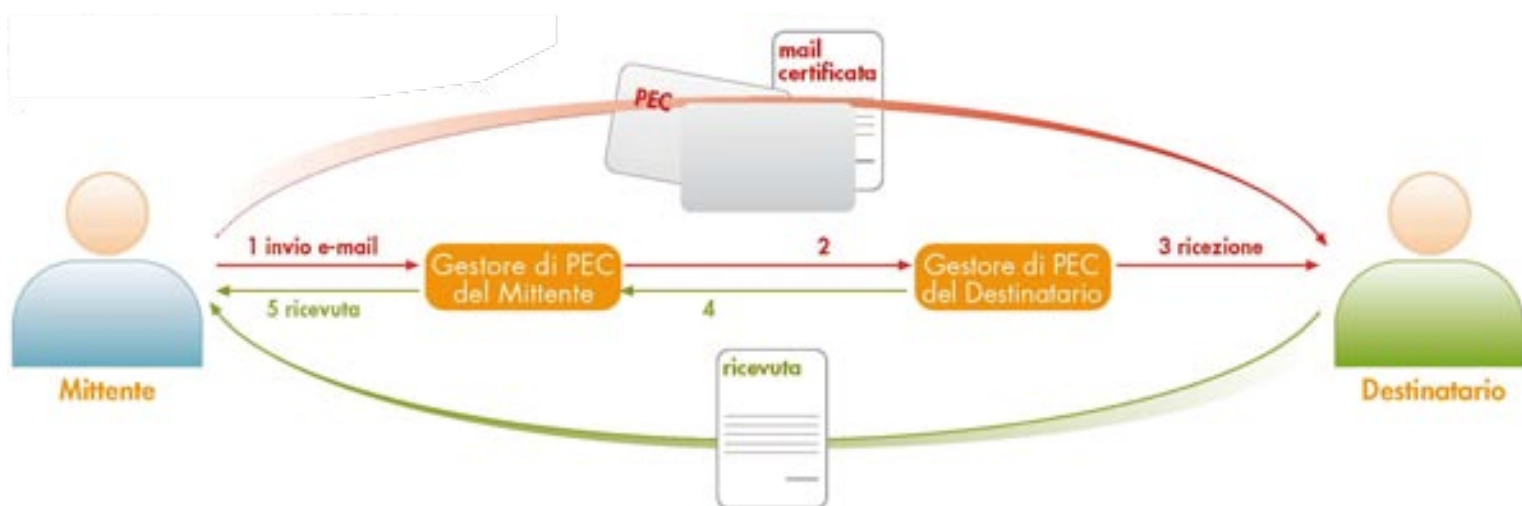 mail
certificata
PEC
1 invio e-mail
2
3 ricezione
Gestore di PEC
del Mittente
Gestore di PEC
del Destinatario
5 ricevuta
4
ricevuta
Mittente
Destinatario